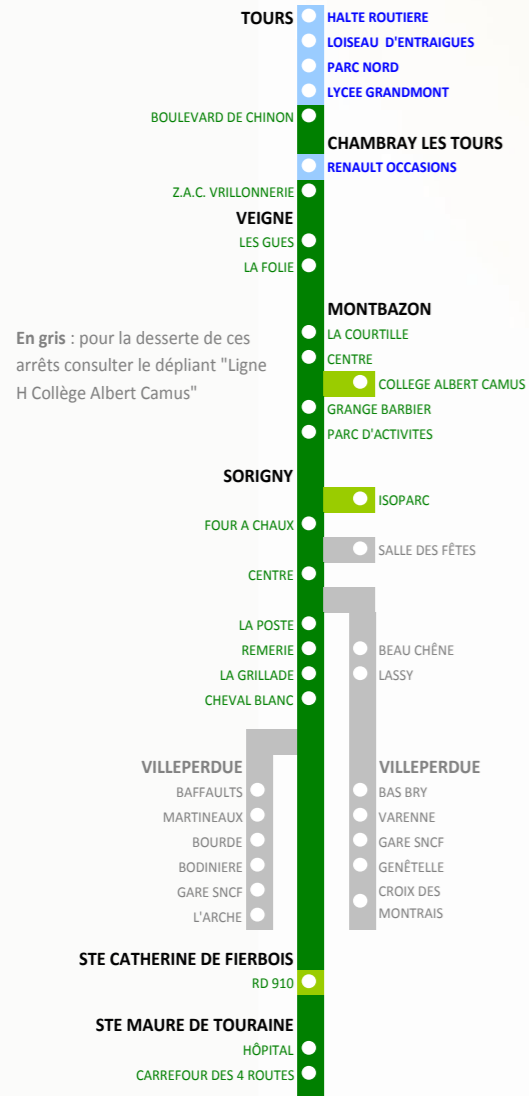 TOURS
HALTE ROUTIERE
LOISEAU D'ENTRAIGUES
PARC NORD
LYCEE GRANDMONT
BOULEVARD DE CHINON
CHAMBRAY LES TOURS
RENAULT OCCASIONS
Z.A.C. VRILLONNERIE
VEIGNE
LES GUES
LA FOLIE
MONTBAZON
LA COURTILLE
CENTRE
COLLEGE ALBERT CAMUS
GRANGE BARBIER
PARC D'ACTIVITES
En gris : pour la desserte de ces
arrêts consulter le dépliant "Ligne
H Collège Albert Camus"
SORIGNY
ISOPARC
FOUR A CHAUX
SALLE DES FÊTES
CENTRE
LA POSTE
REMERIE
LA GRILLADE
CHEVAL BLANC
BEAU CHÊNE
LASSY
VILLEPERDUE
BAFFAULTS
MARTINEAUX
BOURDE
BODINIERE
GARE SNCF
L'ARCHE
VILLEPERDUE
BAS BRY
VARENNE
GARE SNCF
GENÊTELLE
CROIX DES
MONTRAIS
STE CATHERINE DE FIERBOIS
RD 910
STE MAURE DE TOURAINE
HÔPITAL
CARREFOUR DES 4 ROUTES